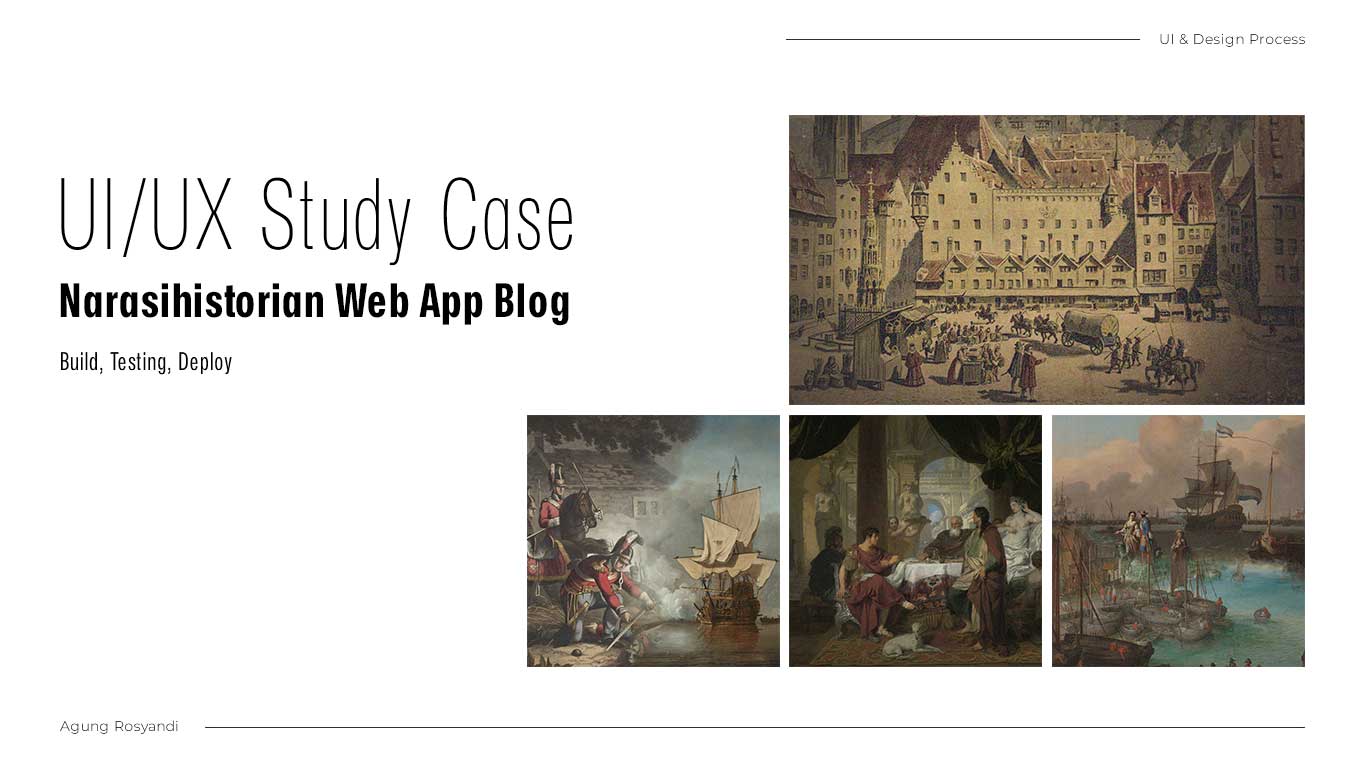 UI & Design Process
UI/UX Study Case
Narasihistorian Web App Blog
Build, Testing, Deploy
Agung Rosyandi